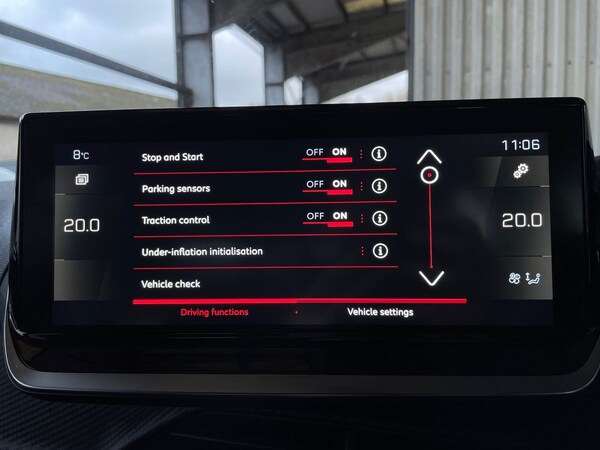 8°C
11:06
Stop and Start OFF ON
Parking sensors OFF ON
20.0
Traction control OFF ON
20.0
Under-inflation initialisation
Vehicle check
Driving functions
Vehicle settings